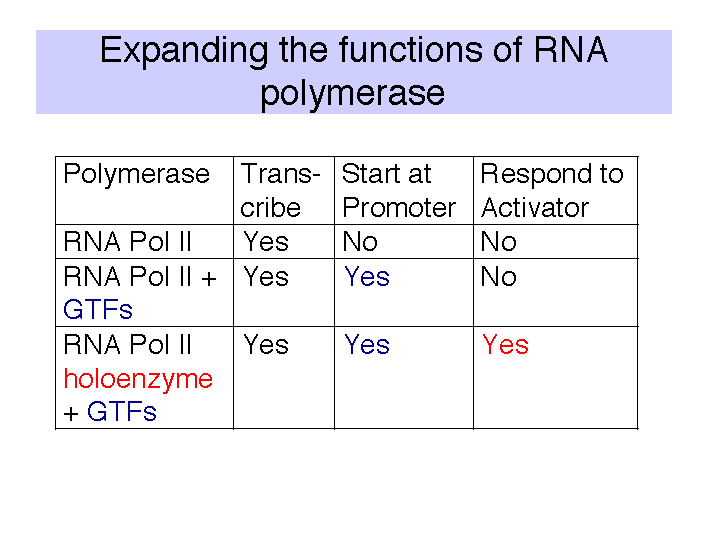 Expanding the functions of RNA
polymerase
Polymerase Trans- Start at Respond to
cribe Promoter Activator
RNA Pol II Yes No No
RNA Pol II + Yes Yes No
GTFs
RNA Pol II Yes Yes Yes
holoenzyme
+ GTFs